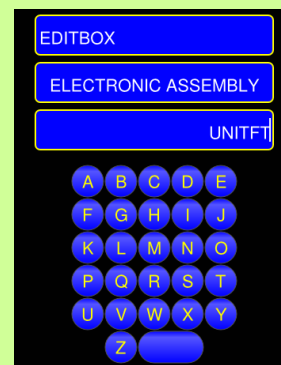 EDITBOX
ELECTRONIC ASSEMBLY
UNITFT
A B C D E
F G H I J
K L M N O
P Q R S T
U V W X Y
Z